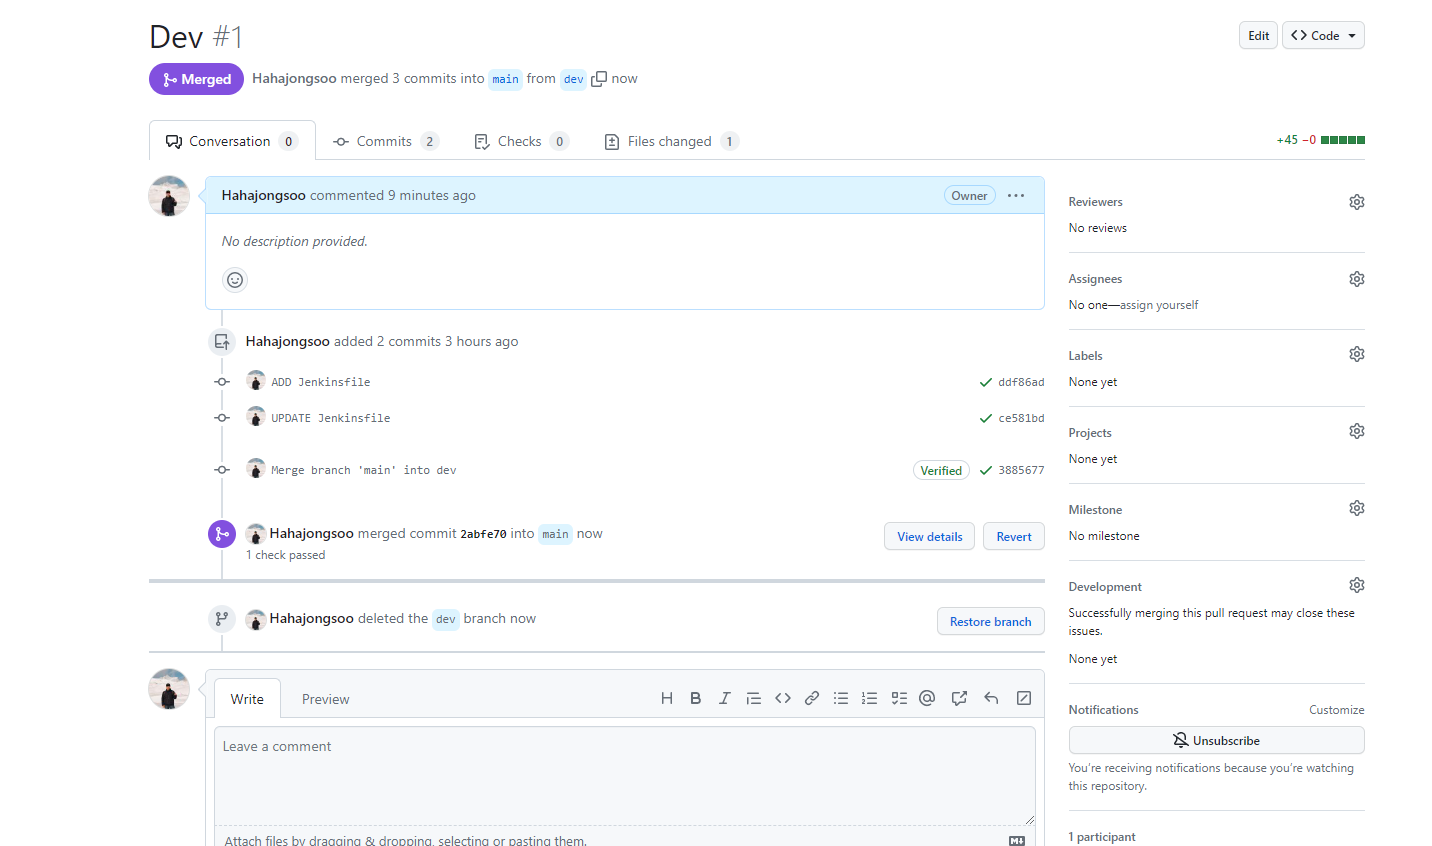 Dev #1
Edit
Code
Merged
Hahajongsoo merged 3 commits into main from dev now
Conversation 0
Commits 2
Checks 0
Files changed 1
+45 −0
Hahajongsoo commented 9 minutes ago
Owner
No description provided.
Hahajongsoo added 2 commits 3 hours ago
ADD Jenkinsfile
ddf86ad
UPDATE Jenkinsfile
ce581bd
Merge branch 'main' into dev
Verified
3885677
Hahajongsoo merged commit 2abfe70 into main now
1 check passed
View details
Revert
Hahajongsoo deleted the dev branch now
Restore branch
Write
Preview
Leave a comment
Attach files by dragging & dropping, selecting or pasting them.
Reviewers
No reviews
Assignees
No one—assign yourself
Labels
None yet
Projects
None yet
Milestone
No milestone
Development
Successfully merging this pull request may close these
issues.
None yet
Notifications
Customize
Unsubscribe
You're receiving notifications because you're watching
this repository.
1 participant